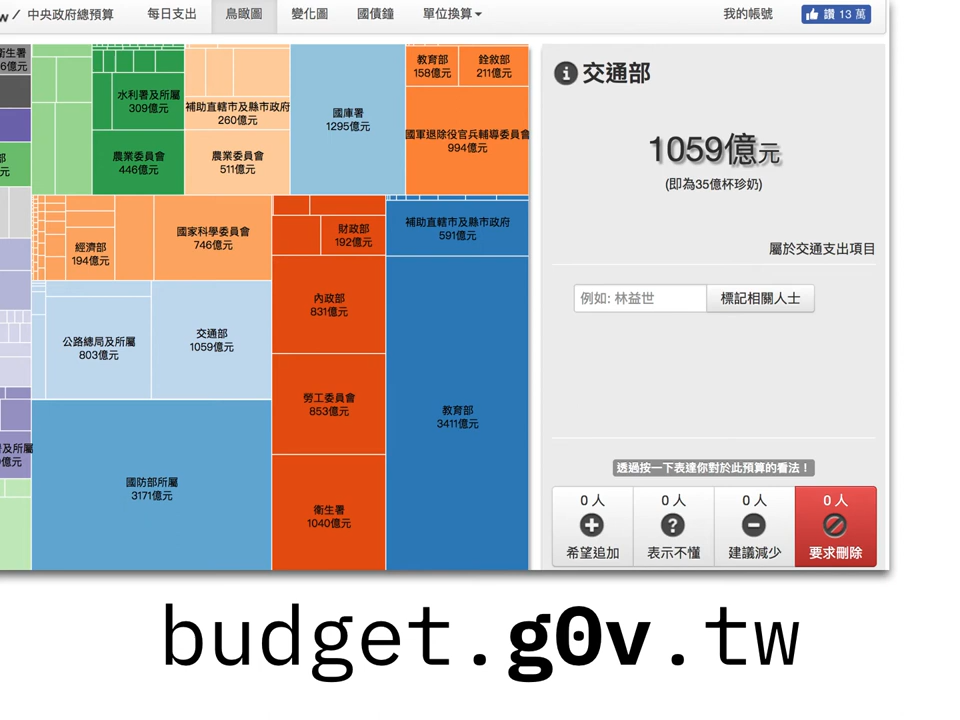 w / 中央政府總預算 每日支出 鳥瞰圖 變化圖 國債鐘 單位換算 我的帳號 讚 13 萬
衛生署
6億元
水利署及所屬
309億元
農業委員會
446億元
補助直轄市及縣市政府
260億元
農業委員會
511億元
國庫署
1295億元
教育部
158億元
銓敘部
211億元
國軍退除役官兵輔導委員會
994億元
部
元
經濟部
194億元
國家科學委員會
746億元
財政部
192億元
補助直轄市及縣市政府
591億元
公路總局及所屬
803億元
交通部
1059億元
內政部
831億元
勞工委員會
853億元
教育部
3411億元
及所屬
億元
國防部所屬
3171億元
衛生署
1040億元
交通部
1059億元
(即為35億杯珍奶)
屬於交通支出項目
例如: 林益世 標記相關人士
透過按一下表達你對於此預算的看法！
0 人 0 人 0 人 0 人
希望追加 表示不懂 建議減少 要求刪除
budget.g0v.tw